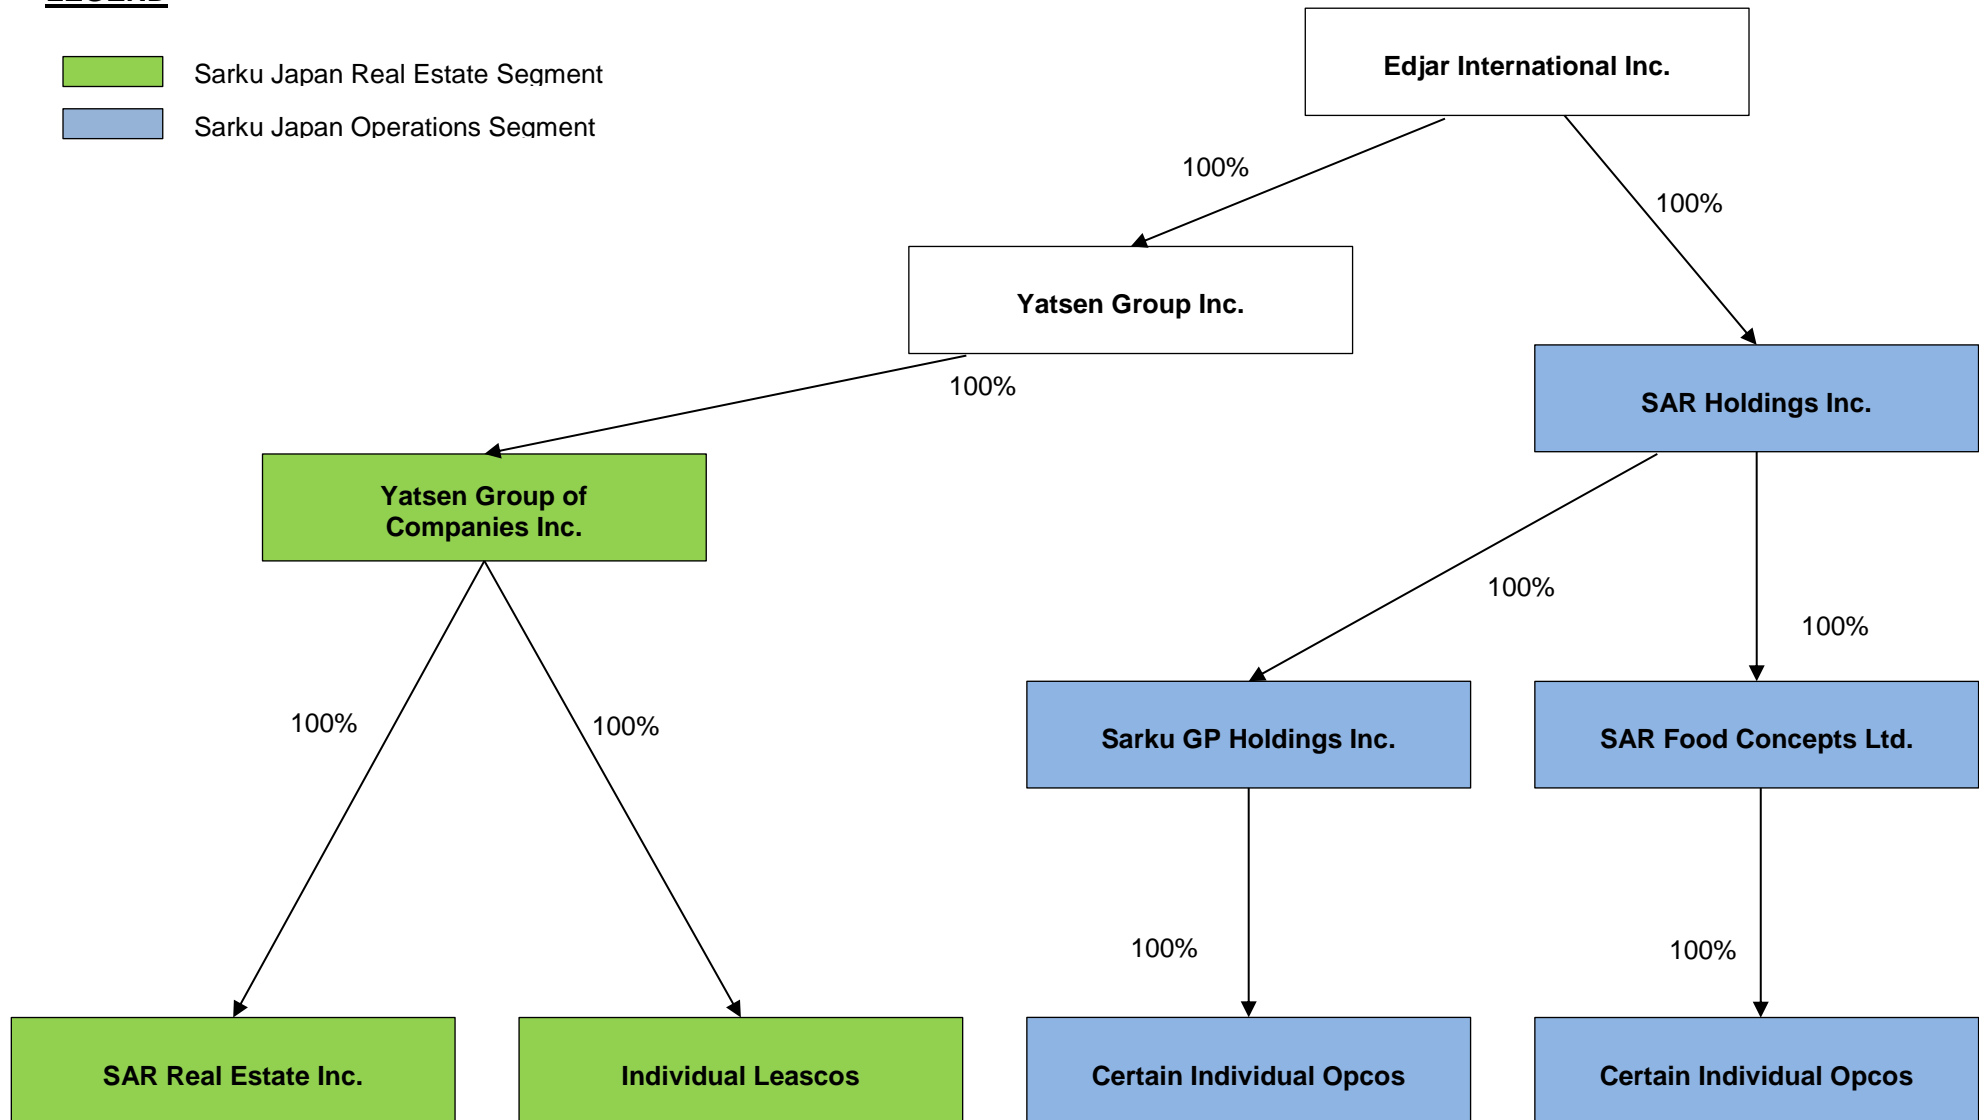 LEGEND
Edjar International Inc.
Sarku Japan Real Estate Segment
Sarku Japan Operations Segment
100%
100%
Yatsen Group Inc.
100%
SAR Holdings Inc.
Yatsen Group of
Companies Inc.
100%
100%
100%
100%
Sarku GP Holdings Inc.
SAR Food Concepts Ltd.
100%
100%
SAR Real Estate Inc.
Individual Leascos
Certain Individual Opcos
Certain Individual Opcos